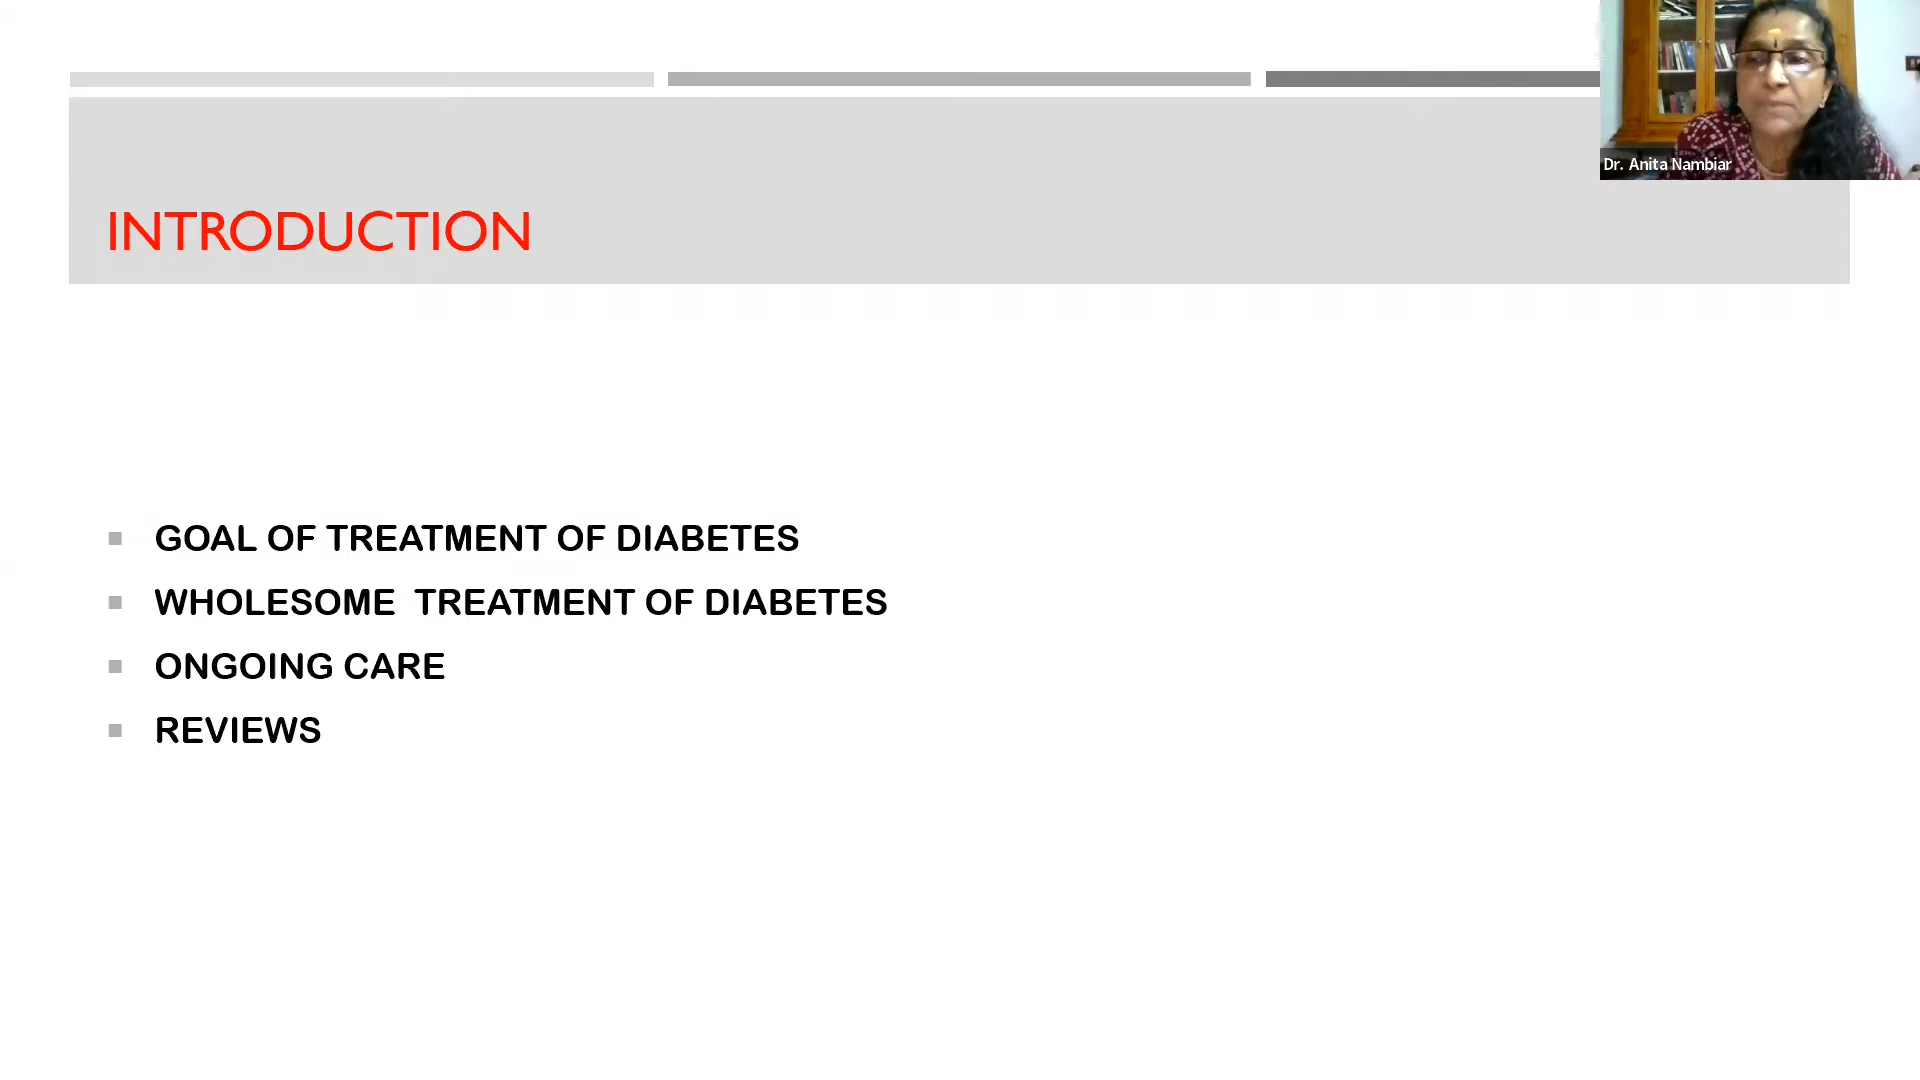 Dr. Anita Nambiar
INTRODUCTION
GOAL OF TREATMENT OF DIABETES
WHOLESOME  TREATMENT OF DIABETES
ONGOING CARE
REVIEWS